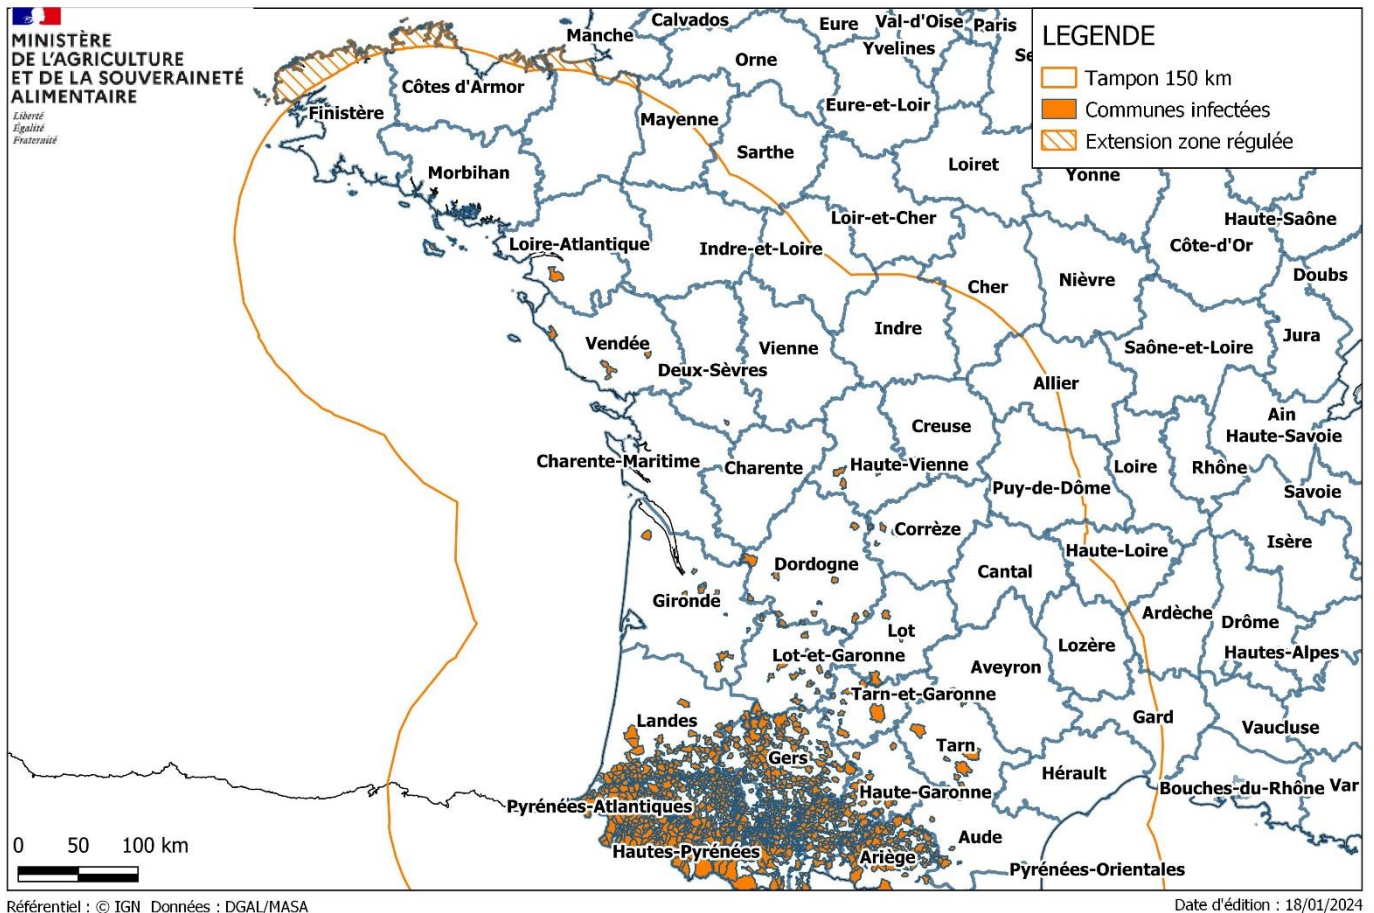 MINISTÈRE
DE L'AGRICULTURE
ET DE LA SOUVERAINETÉ
ALIMENTAIRE
Liberté
Égalité
Fraternité
LEGENDE
Tampon 150 km
Communes infectées
Extension zone régulée
Calvados
Eure
Val-d'Oise
Paris
Manche
Orne
Yvelines
Se
Côtes d'Armor
Finistère
Mayenne
Eure-et-Loir
Sarthe
Loiret
Yonne
Morbihan
Loir-et-Cher
Haute-Saône
Loire-Atlantique
Indre-et-Loire
Côte-d'Or
Cher
Nièvre
Doubs
Vendée
Vienne
Indre
Saône-et-Loire
Jura
Deux-Sèvres
Allier
Creuse
Ain
Haute-Savoie
Charente-Maritime
Charente
Haute-Vienne
Loire
Rhône
Puy-de-Dôme
Savoie
Corrèze
Isère
Dordogne
Cantal
Haute-Loire
Gironde
Ardèche
Drôme
Lot
Lozère
Hautes-Alpes
Lot-et-Garonne
Aveyron
Tarn-et-Garonne
Landes
Gard
Vaucluse
Gers
Tarn
Hérault
Haute-Garonne
Bouches-du-Rhône
Var
Pyrénées-Atlantiques
Aude
Hautes-Pyrénées
Ariège
Pyrénées-Orientales
0 50 100 km
Référentiel : © IGN Données : DGAL/MASA
Date d'édition : 18/01/2024